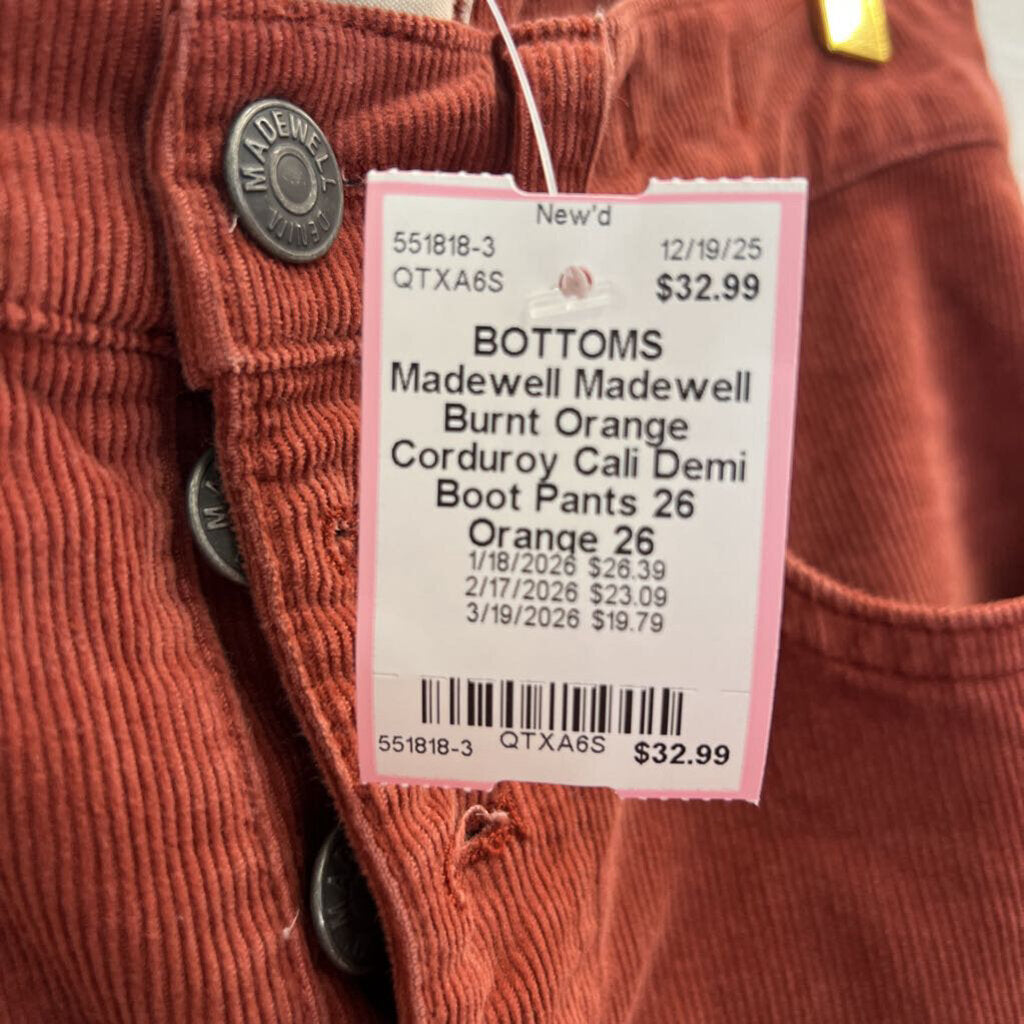 MADEWELL
DENIM
New'd
551818-3 12/19/25
QTXA6S $32.99
BOTTOMS
Madewell Madewell
Burnt Orange
Corduroy Cali Demi
Boot Pants 26
Orange 26
1/18/2026 $26.39
2/17/2026 $23.09
3/19/2026 $19.79
551818-3 QTXA6S $32.99